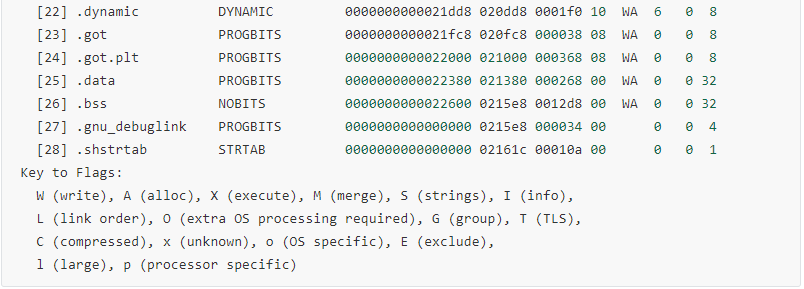 [22] .dynamic          DYNAMIC         0000000000021dd8 020dd8 0001f0 10  WA  6   0  8
[23] .got              PROGBITS        0000000000021fc8 020fc8 000038 08  WA  0   0  8
[24] .got.plt          PROGBITS        0000000000022000 021000 000368 08  WA  0   0  8
[25] .data             PROGBITS        0000000000022380 021380 000268 00  WA  0   0 32
[26] .bss              NOBITS          0000000000022600 0215e8 0012d8 00  WA  0   0 32
[27] .gnu_debuglink    PROGBITS        0000000000000000 0215e8 000034 00      0   0  4
[28] .shstrtab         STRTAB          0000000000000000 02161c 00010a 00      0   0  1
Key to Flags:
W (write), A (alloc), X (execute), M (merge), S (strings), I (info),
L (link order), O (extra OS processing required), G (group), T (TLS),
C (compressed), x (unknown), o (OS specific), E (exclude),
l (large), p (processor specific)